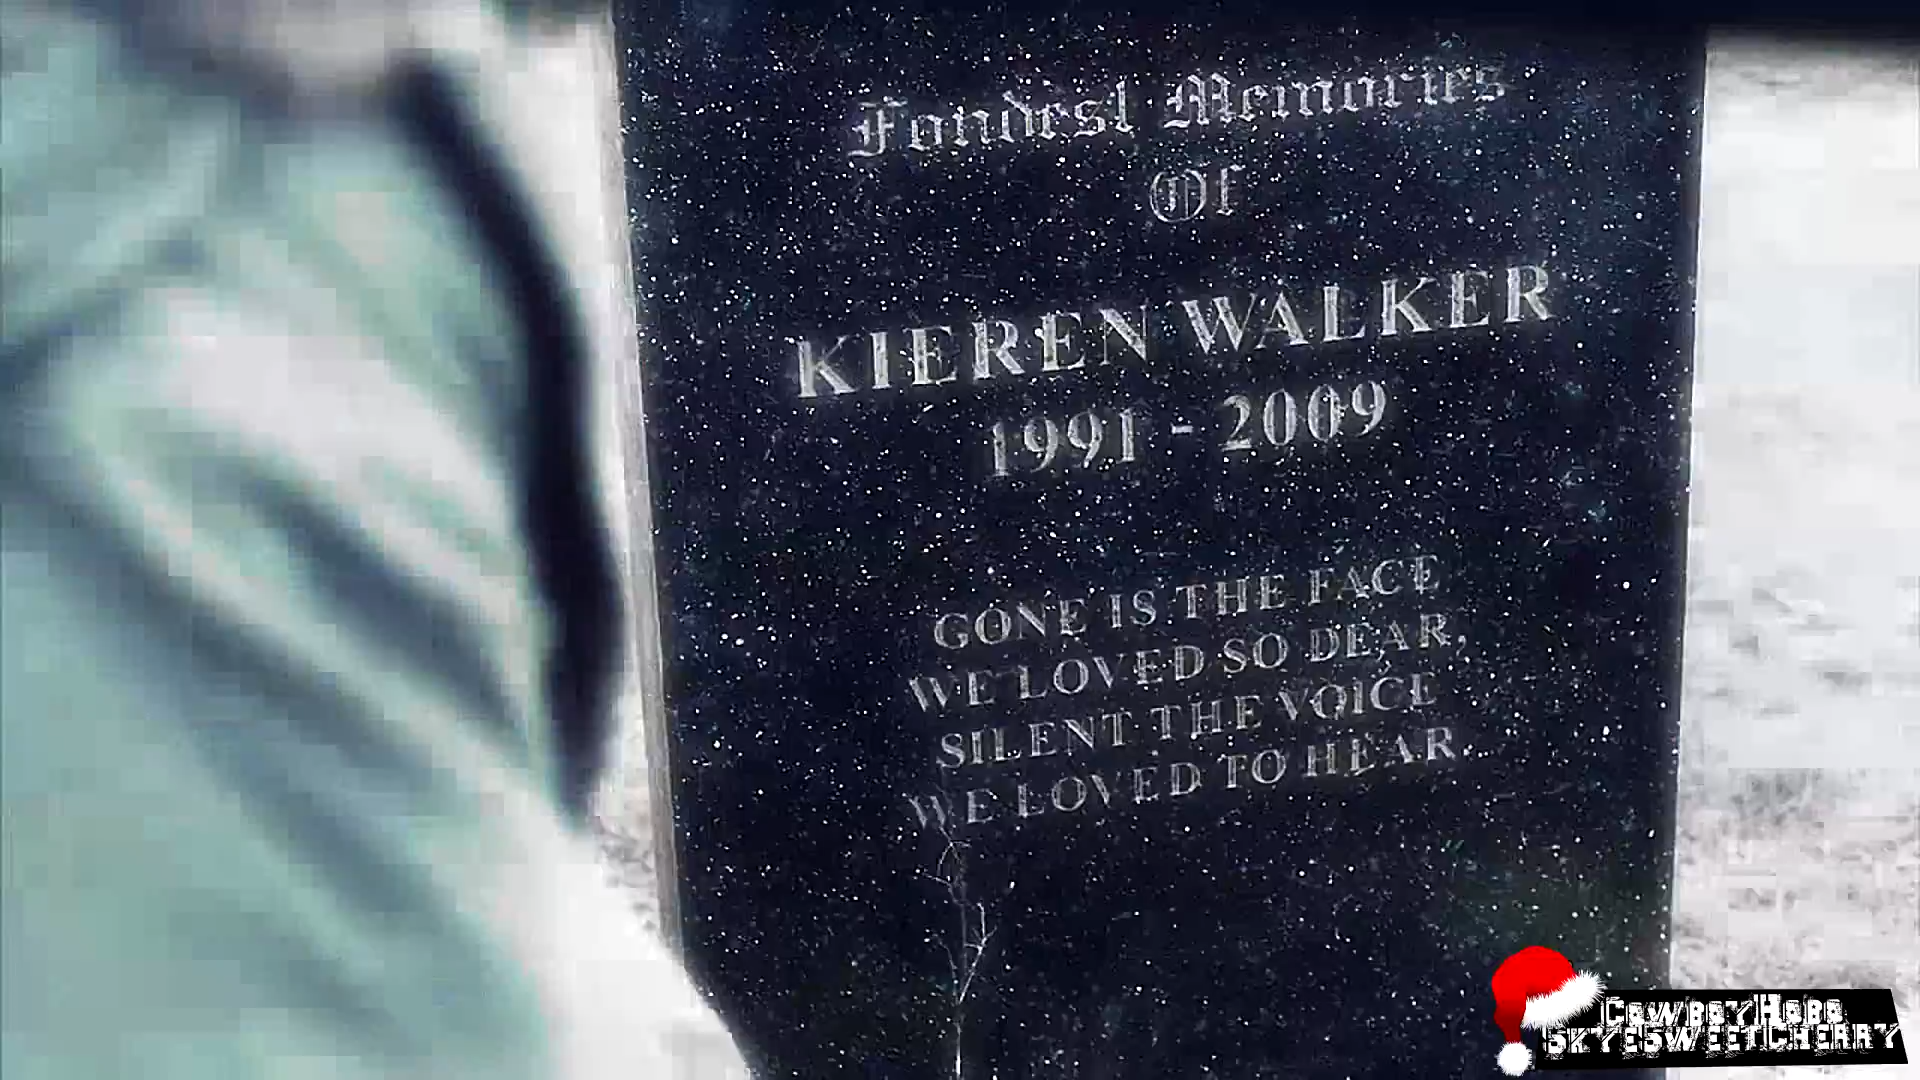 Fondest Memories
Of
KIEREN WALKER
1991 - 2009
GONE IS THE FACE
WE LOVED SO DEAR,
SILENT THE VOICE
WE LOVED TO HEAR
COWBOYHOBO
SKYESWEETCHERRY